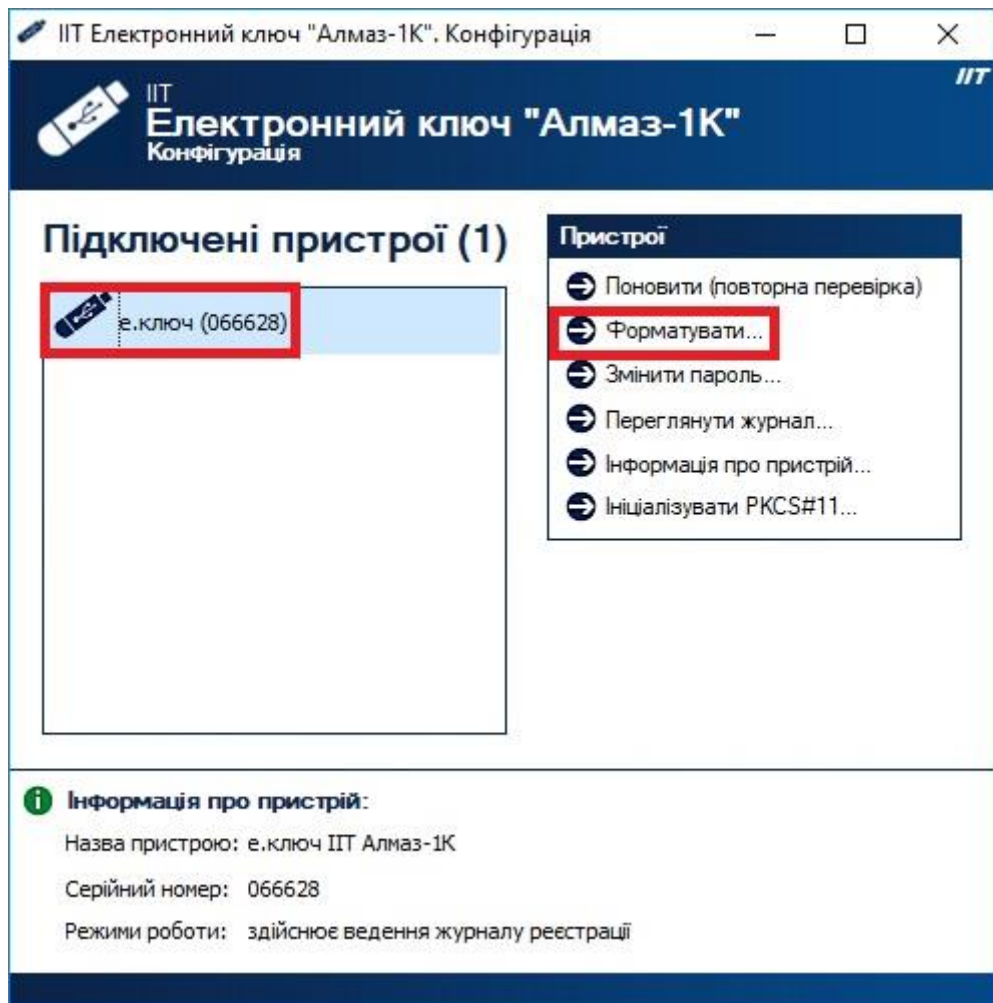 ІІТ Електронний ключ "Алмаз-1К". Конфігурація
ІІТ
ІІТ
Електронний ключ "Алмаз-1К"
Конфігурація
Підключені пристрої (1)
е.ключ (066628)
Пристрої
Поновити (повторна перевірка)
Форматувати...
Змінити пароль...
Переглянути журнал...
Інформація про пристрій...
Ініціалізувати PKCS#11...
Інформація про пристрій:
Назва пристрою: е.ключ ІІТ Алмаз-1К
Серійний номер: 066628
Режими роботи: здійснює ведення журналу реєстрації